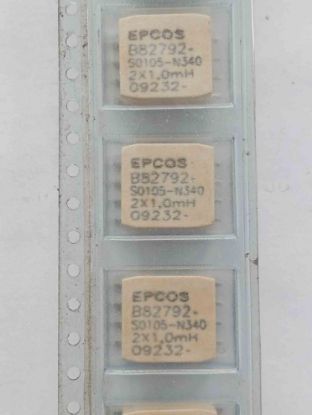 EPCOS
B82792-
S0105-N340
2X1,0mH
09232-
EPCOS
B82792-
S0105-N340
2X1,0mH
09232-
EPCOS
B82792-
S0105-N340
2X1,0mH
09232-